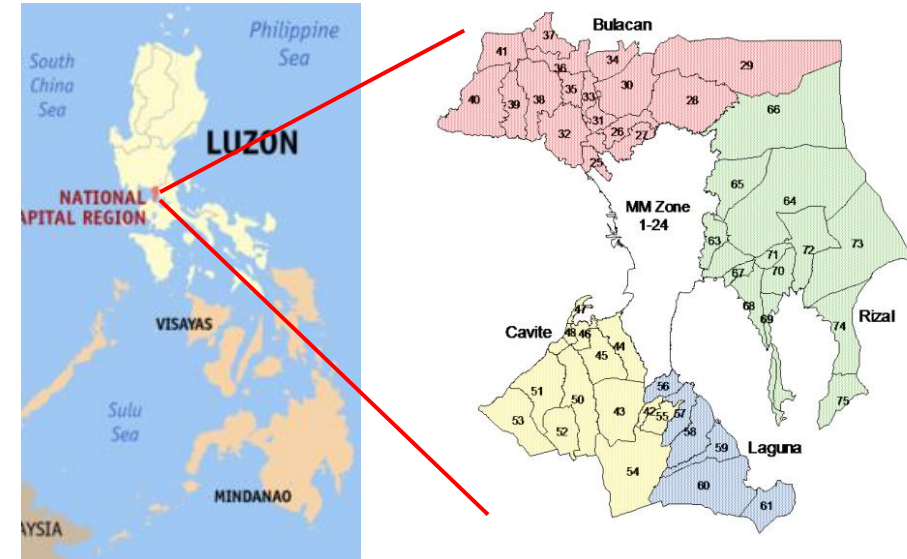 Philippine
Sea
South
China
Sea
LUZON
NATIONAL
APITAL REGION
VISAYAS
Sulu
Sea
MINDANAO
AYSIA
Bulacan
37
41
34
29
36
35
33
30
40
39
38
28
66
31
32
26
27
25
65
64
MM Zone
1-24
63
71
72
73
67
70
68
69
74
Rizal
75
47
Cavite
48
46
44
45
56
51
50
43
42
55
57
53
52
58
59
Laguna
54
60
61